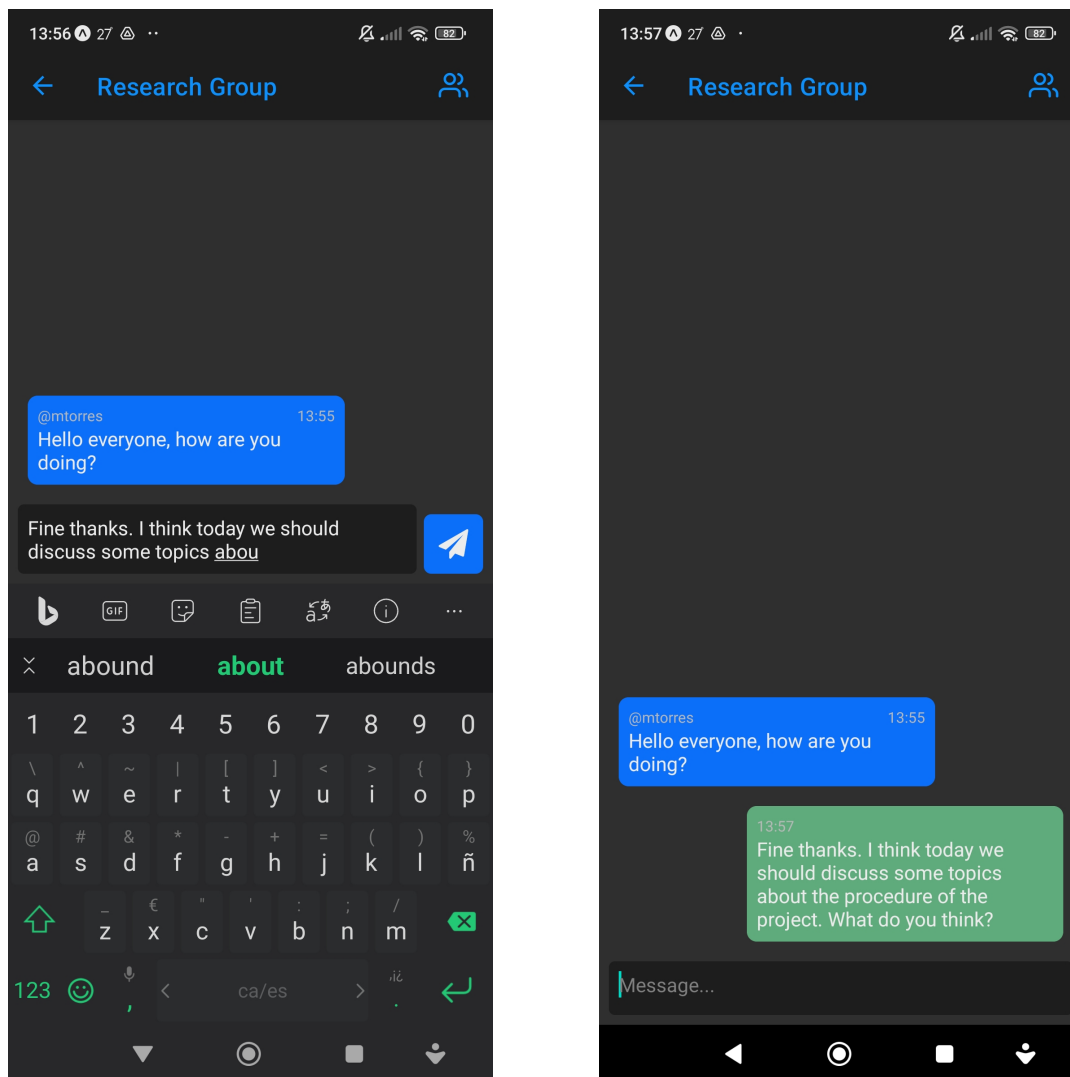 13:56 27° 82
Research Group
@mtorres 13:55
Hello everyone, how are you
doing?
Fine thanks. I think today we should
discuss some topics abou
GIF
abound about abounds
1 2 3 4 5 6 7 8 9 0
\ ^ ~ | [ ] < > { }
q w e r t y u i o p
@ # & * - + = ( ) %
a s d f g h j k l ñ
_ € " ' : ; /
z x c v b n m
123 , < ca/es > ,¡¿ .
13:57 27° 82
Research Group
@mtorres 13:55
Hello everyone, how are you
doing?
13:57
Fine thanks. I think today we
should discuss some topics
about the procedure of the
project. What do you think?
Message...